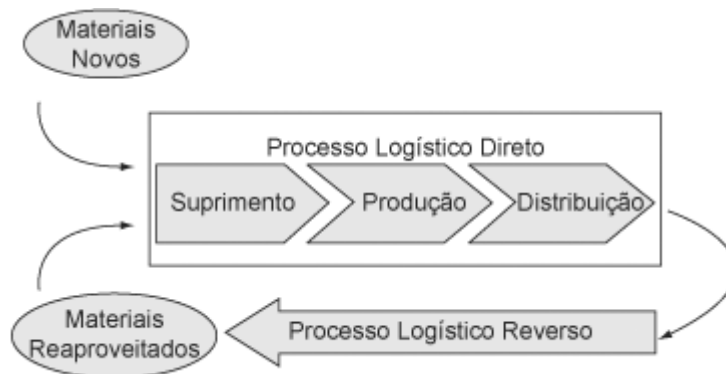 Materiais
Novos
Processo Logístico Direto
Suprimento
Produção
Distribuição
Materiais
Reaproveitados
Processo Logístico Reverso